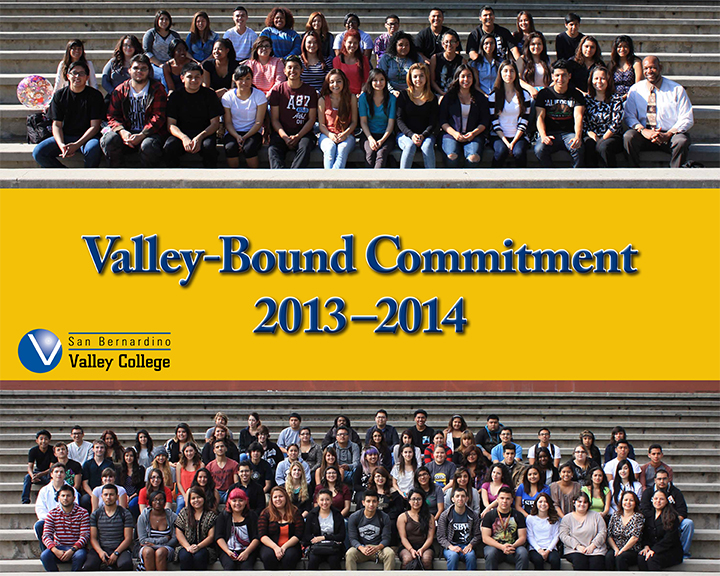 Valley-Bound Commitment
2013–2014
San Bernardino
Valley College